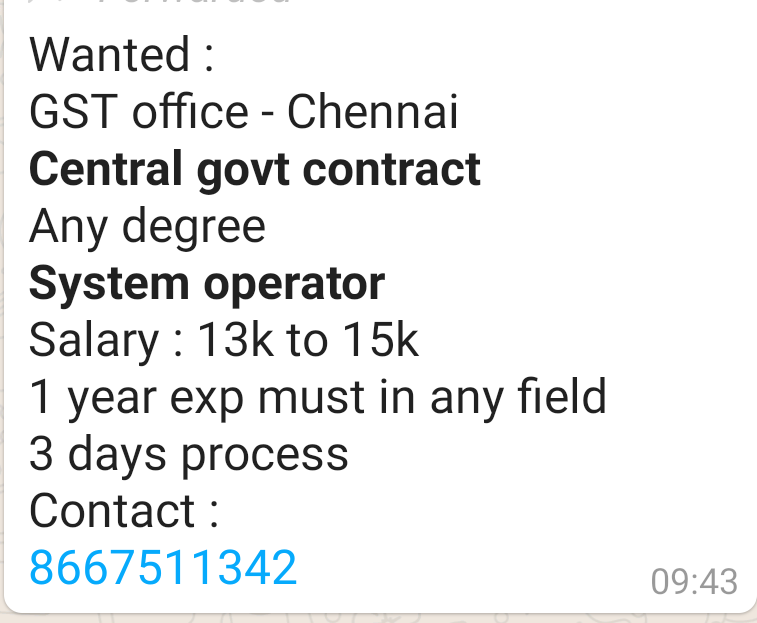 Wanted :
GST office - Chennai
Central govt contract
Any degree
System operator
Salary : 13k to 15k
1 year exp must in any field
3 days process
Contact :
8667511342
09:43